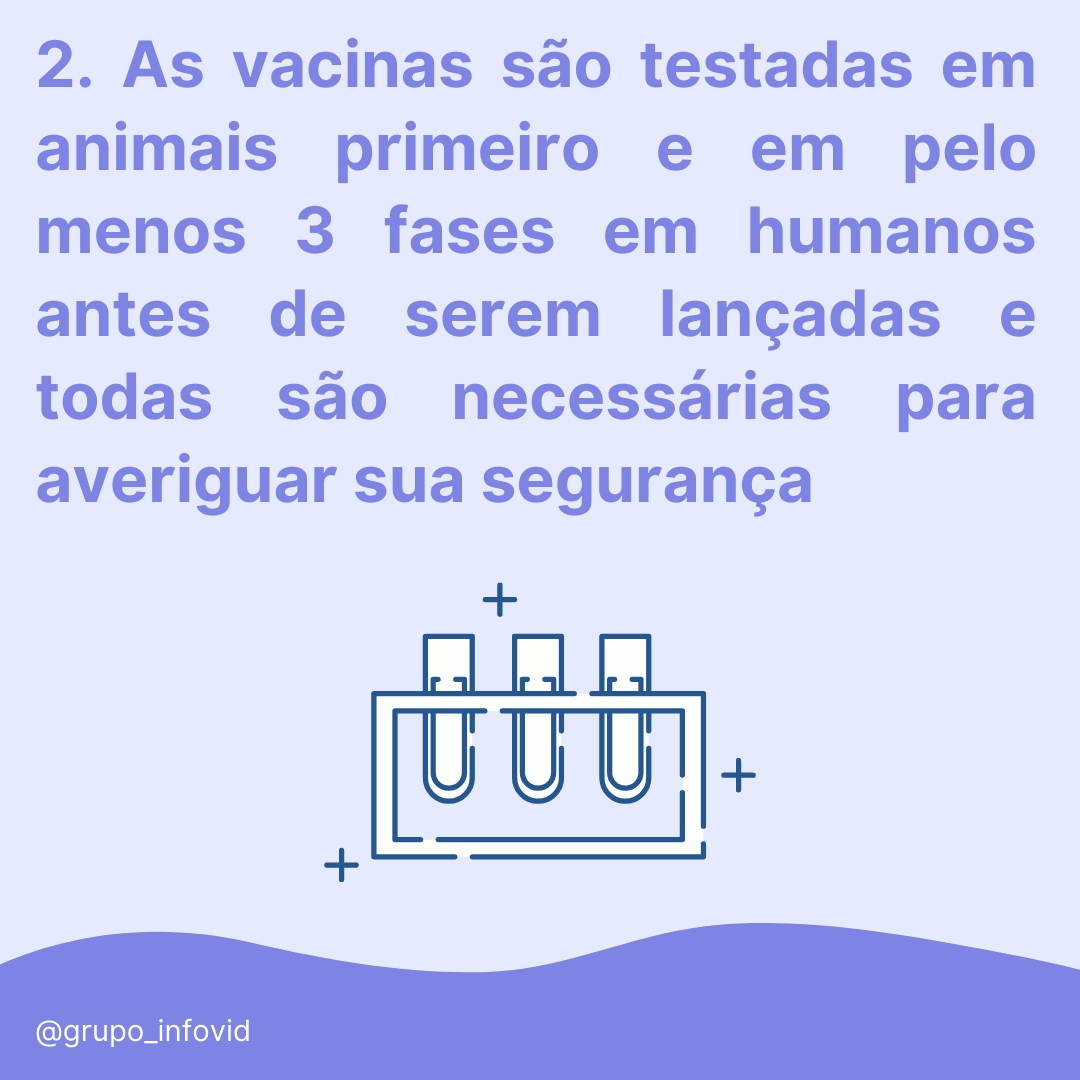 2. As vacinas são testadas em
animais primeiro e em pelo
menos 3 fases em humanos
antes de serem lançadas e
todas são necessárias para
averiguar sua segurança
@grupo_infovid